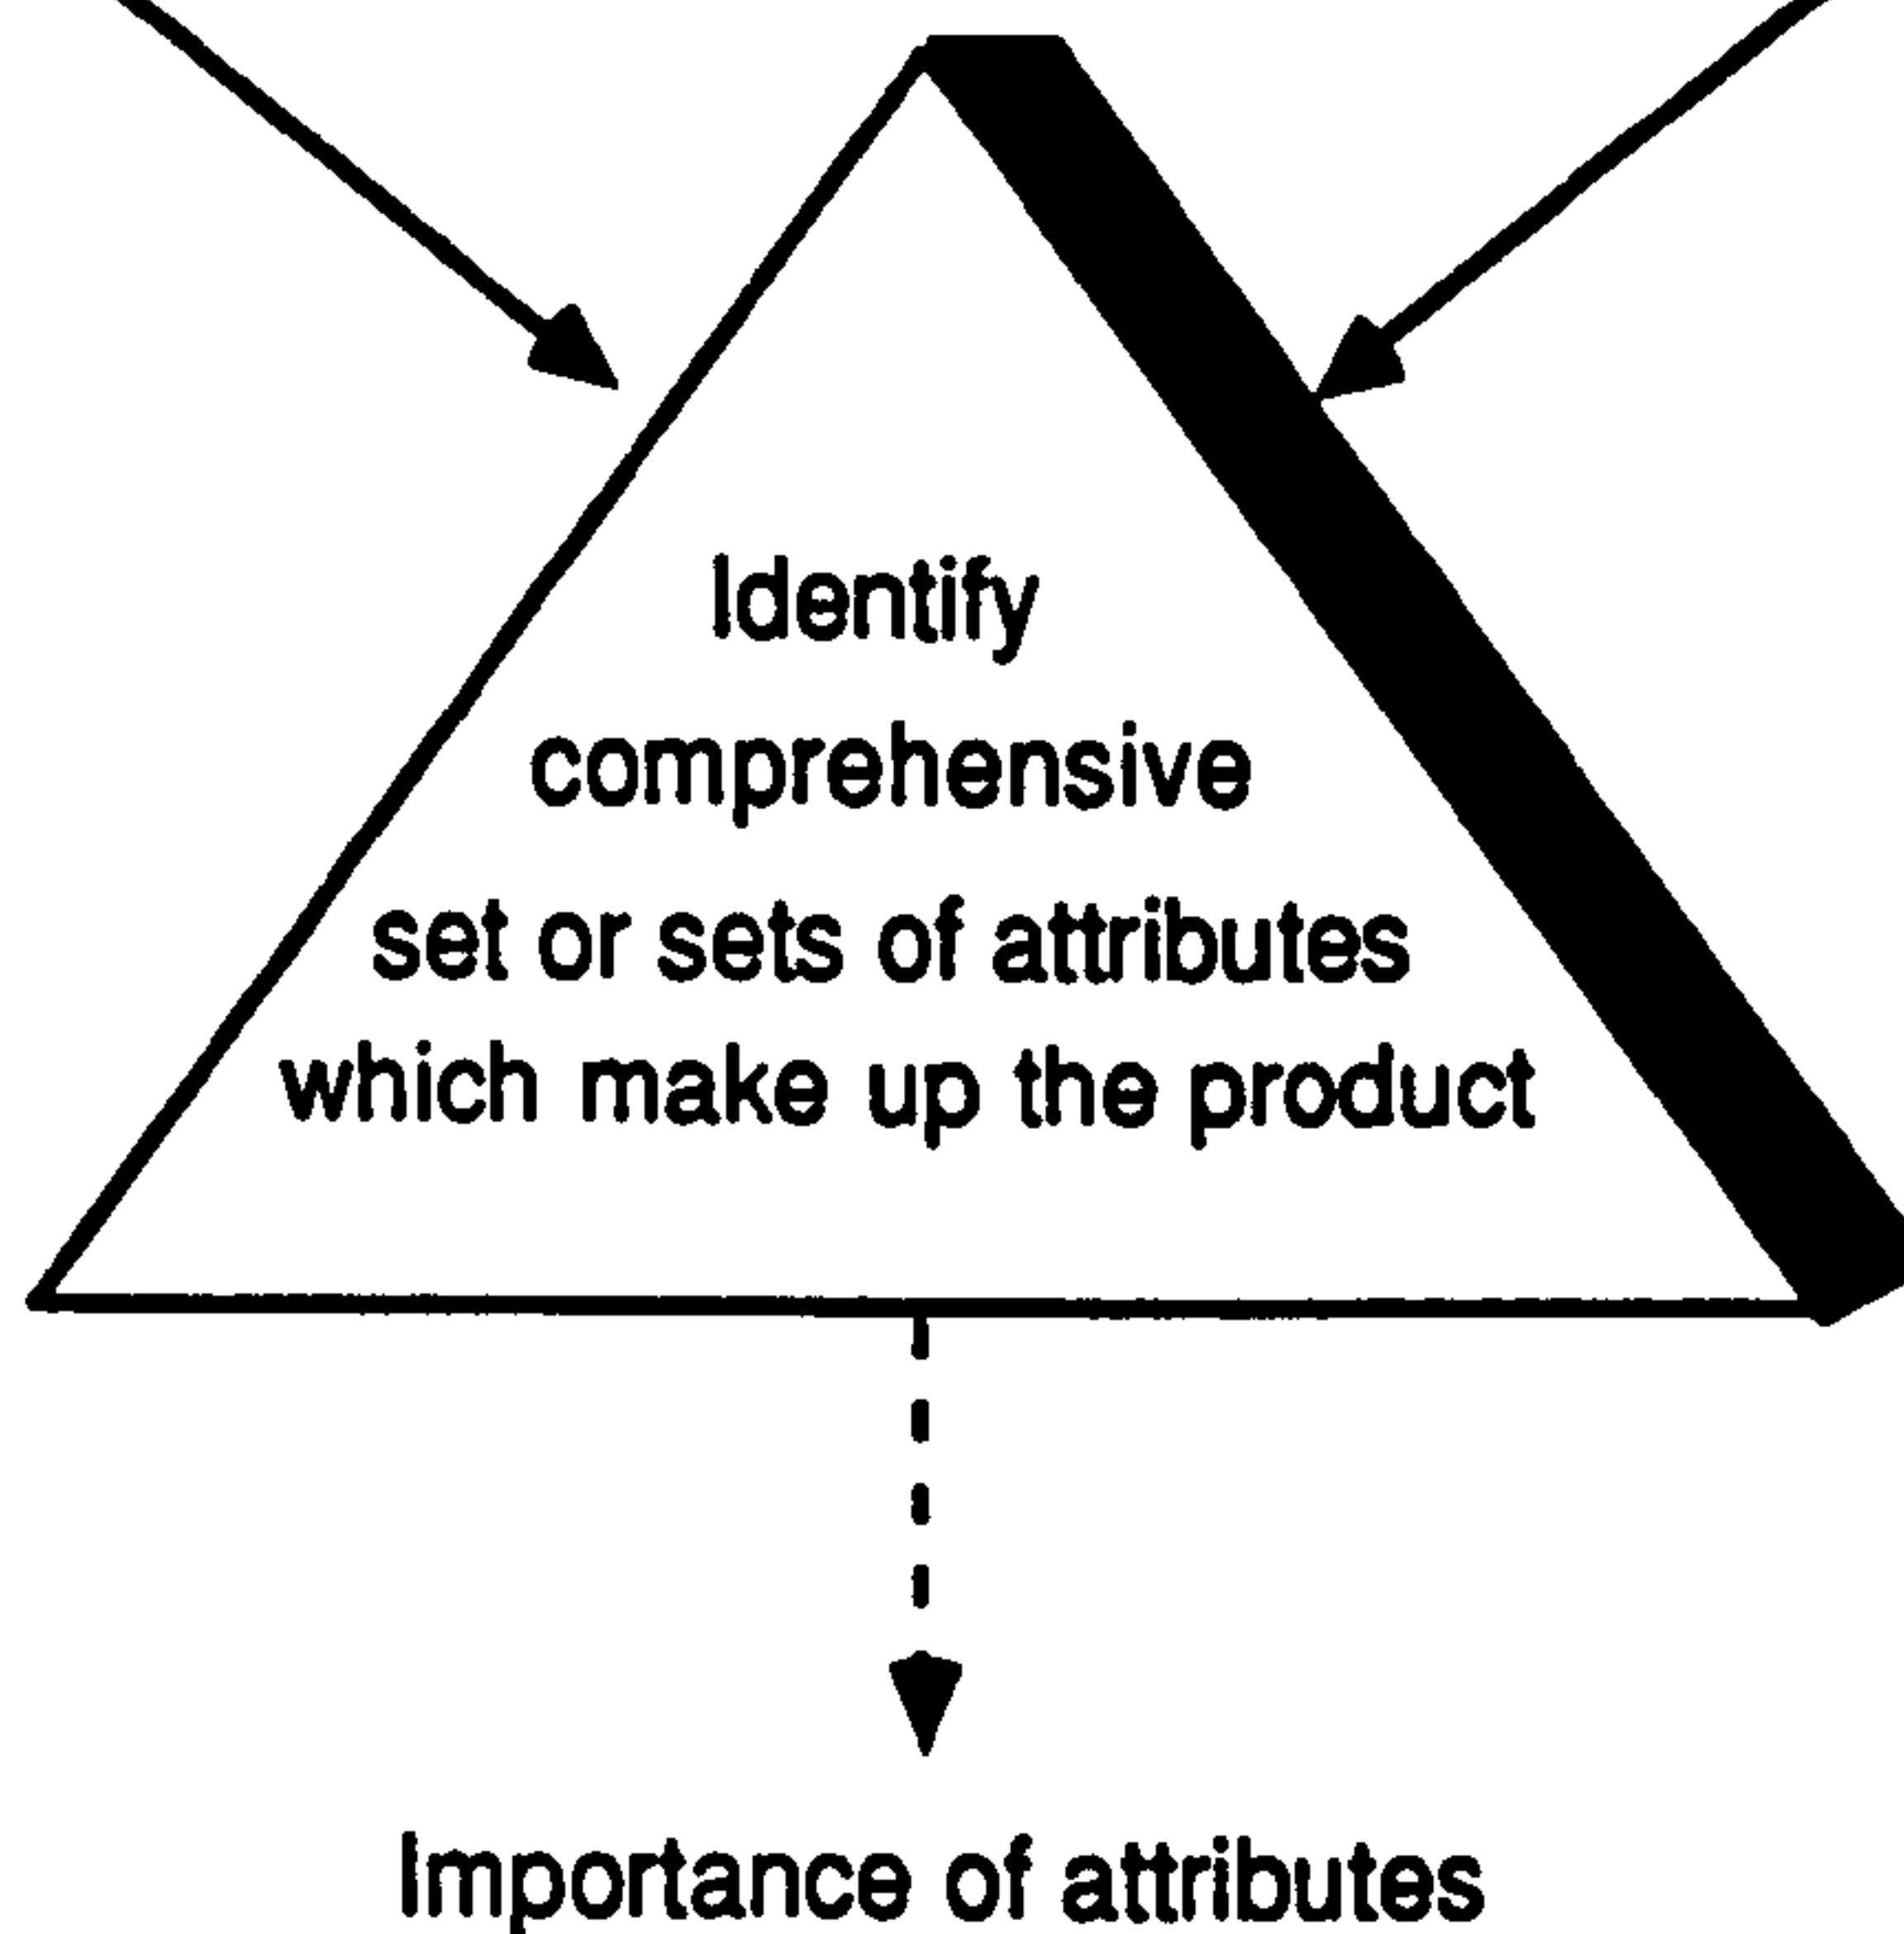 Identify
comprehensive
set or sets of attributes
which make up the product
Importance of attributes